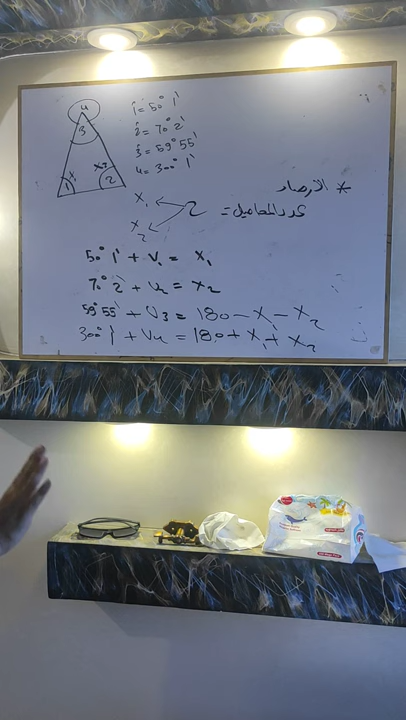 4
3
1
x₁
x₂
2
1̂ = 50° 1'
2̂ = 70° 2'
3̂ = 59° 55'
4 = 300° 1'
* الأرصاد
عدد المعاميل = 2
x₁
x₂
50° 1' + V₁ = x₁
70° 2' + V₂ = x₂
59° 55' + V₃ = 180 - x₁ - x₂
300° 1' + V₄ = 180 + x₁ + x₂